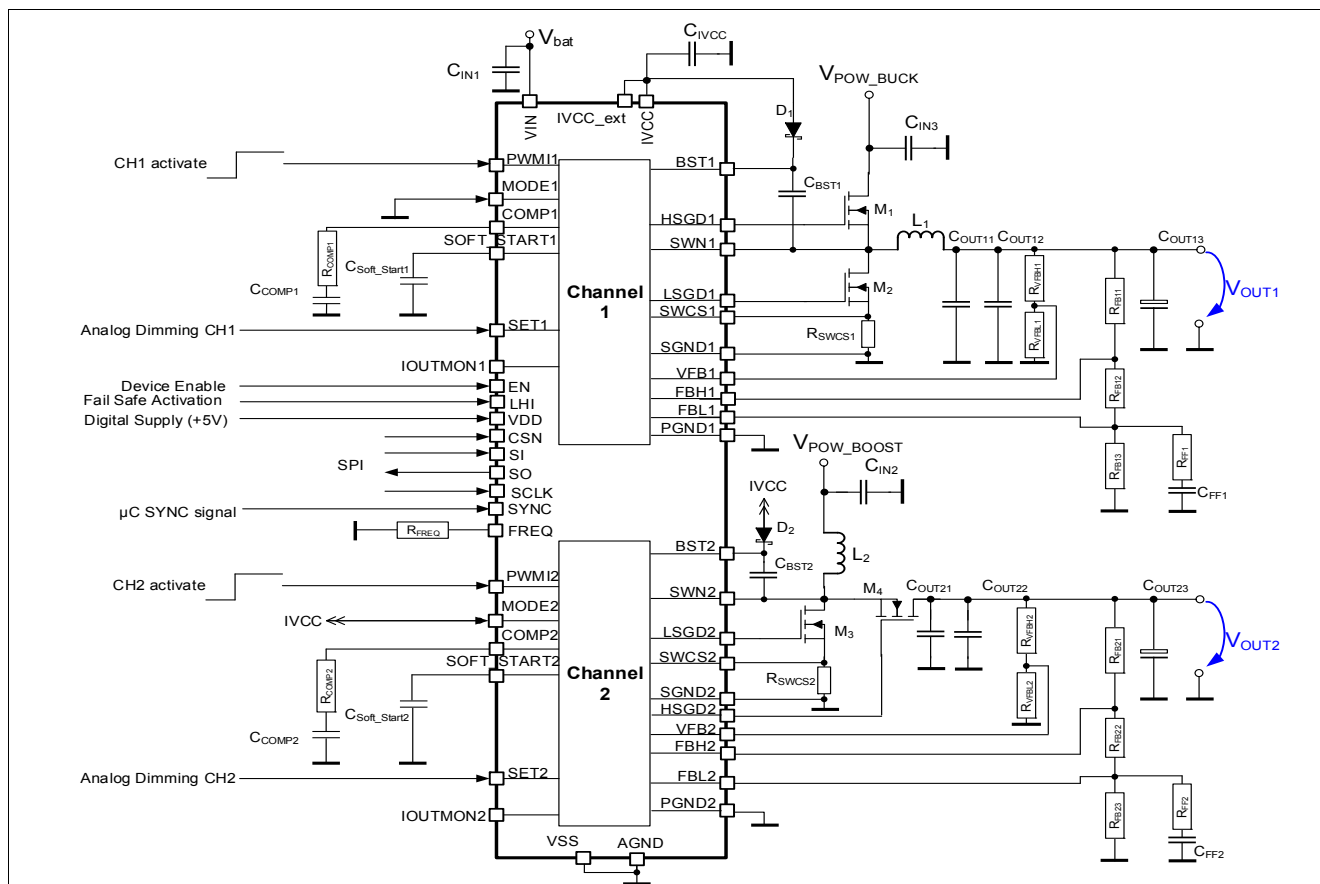 Vbat
CIVCC
CIN1
VPOW_BUCK
VIN
IVCC_ext
IVCC
D1
CIN3
CH1 activate
PWMI1
BST1
MODE1
CBST1
COMP1
HSGD1
M1
L1
SOFT_START1
SWN1
COUT11
COUT12
COUT13
RCOMP1
CSoft_Start1
CCOMP1
Channel
1
LSGD1
M2
RVFBH1
RFB11
VOUT1
SWCS1
RSWCS1
RVFBL1
Analog Dimming CH1
SET1
SGND1
IOUTMON1
VFB1
Device Enable
EN
FBH1
RFB12
Fail Safe Activation
LHI
FBL1
Digital Supply (+5V)
VDD
PGND1
CSN
SI
VPOW_BOOST
RFF1
SPI
SO
CIN2
RFB13
SCLK
IVCC
CFF1
µC SYNC signal
SYNC
RFREQ
FREQ
D2
L2
BST2
CBST2
CH2 activate
PWMI2
M4
COUT21
COUT22
COUT23
SWN2
MODE2
IVCC
M3
COMP2
LSGD2
RVFBH2
RFB21
VOUT2
SOFT_START2
SWCS2
RCOMP2
Channel
2
RSWCS2
RVFBL2
CSoft_Start2
SGND2
HSGD2
CCOMP2
VFB2
RFB22
FBH2
Analog Dimming CH2
SET2
FBL2
IOUTMON2
PGND2
RFB23
RFF2
VSS
AGND
CFF2